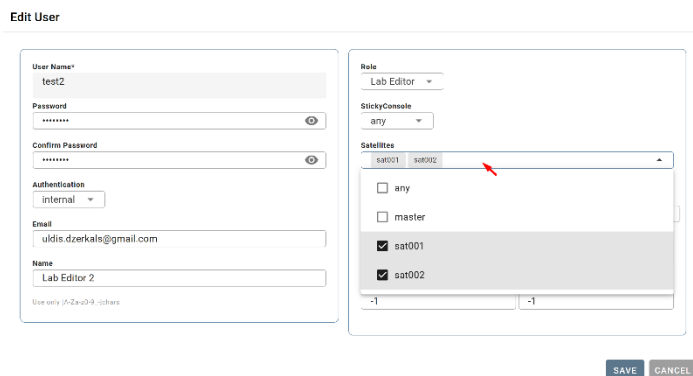 Edit User
User Name*
test2
Password
••••••••
Confirm Password
••••••••
Authentication
internal
Email
uldis.dzerkals@gmail.com
Name
Lab Editor 2
Use only [A-Za-z0-9_-]chars
Role
Lab Editor
StickyConsole
any
Satellites
sat001 sat002
any
master
sat001
sat002
-1 -1
SAVE CANCEL